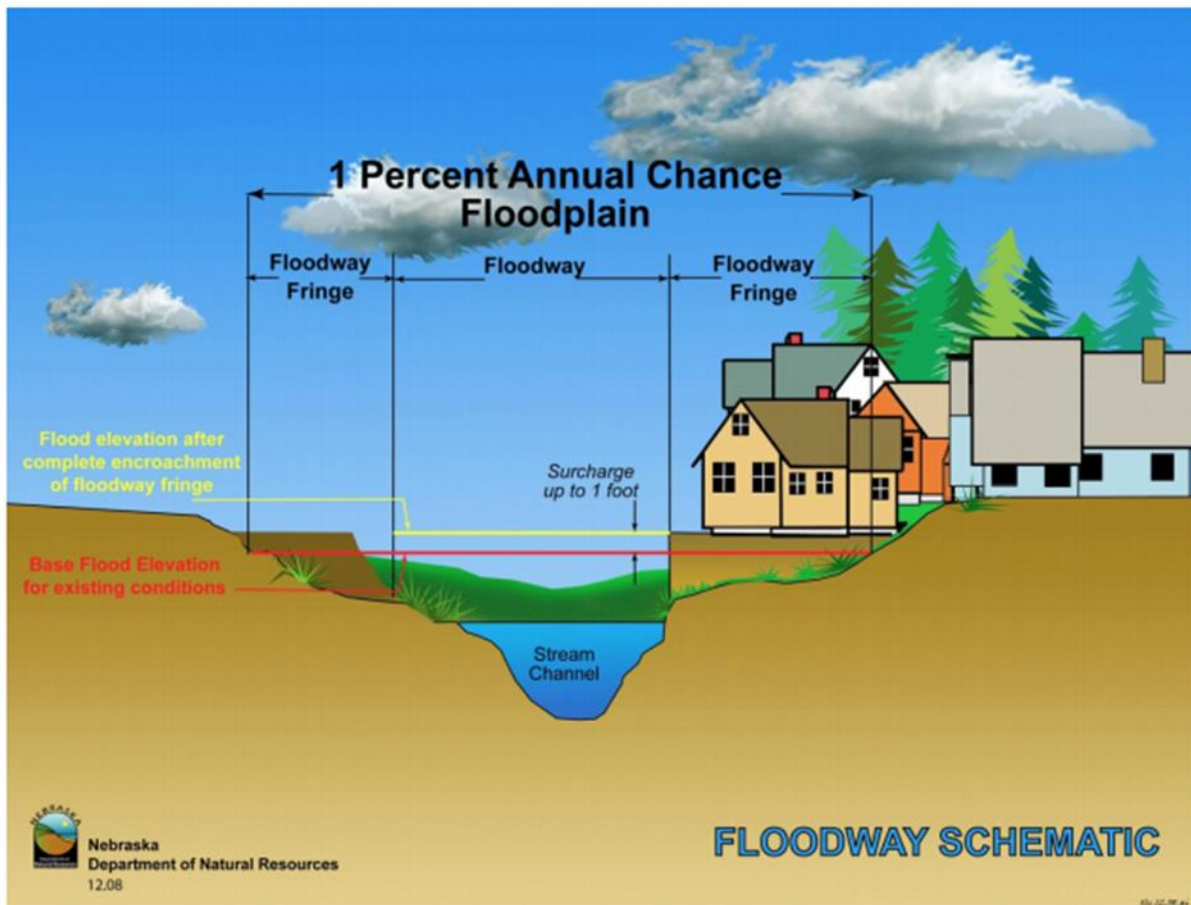 1 Percent Annual Chance
Floodplain
Floodway
Fringe
Floodway
Floodway
Fringe
Flood elevation after
complete encroachment
of floodway fringe
Surcharge
up to 1 foot
Base Flood Elevation
for existing conditions
Stream
Channel
NEBRASKA
Nebraska
Department of Natural Resources
12.08
FLOODWAY SCHEMATIC